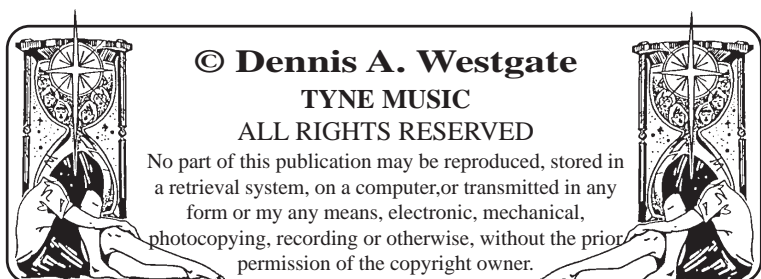 © Dennis A. Westgate
TYNE MUSIC
ALL RIGHTS RESERVED
No part of this publication may be reproduced, stored in
a retrieval system, on a computer,or transmitted in any
form or my any means, electronic, mechanical,
photocopying, recording or otherwise, without the prior
permission of the copyright owner.